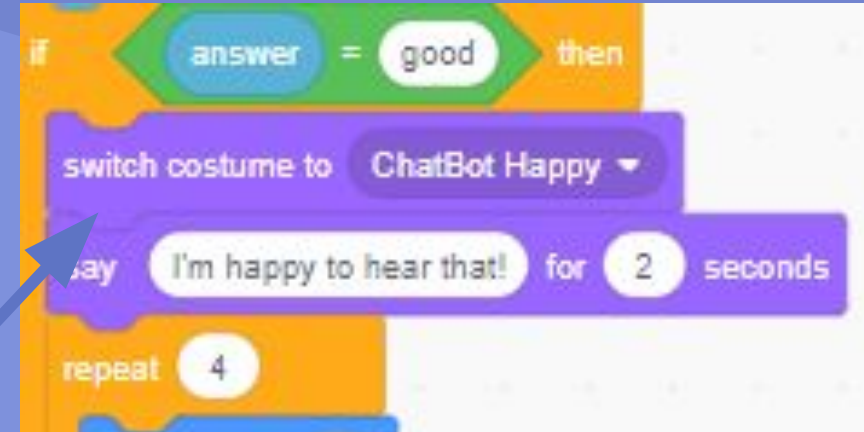 if answer = good then
switch costume to ChatBot Happy
say I'm happy to hear that! for 2 seconds
repeat 4